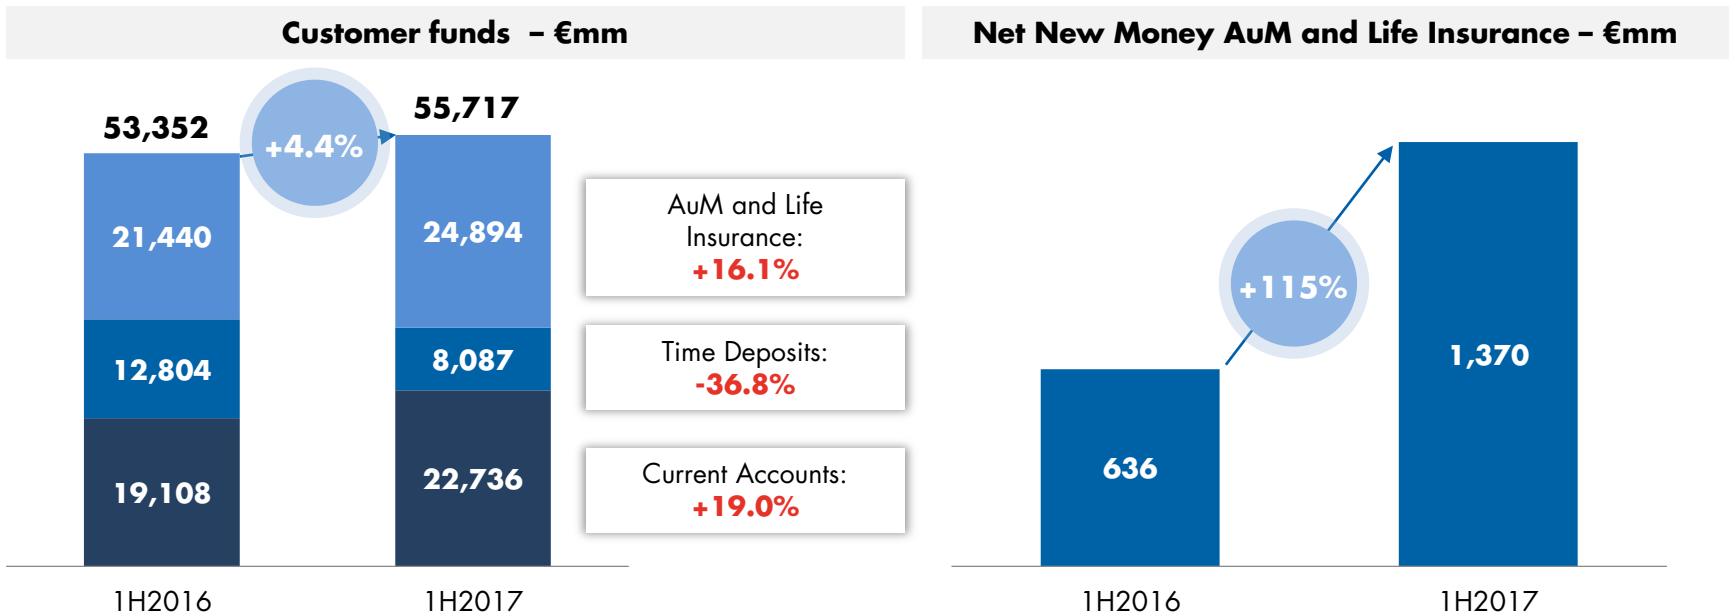 Customer funds – €mm
53,352
+4.4%
55,717
21,440
24,894
12,804
8,087
19,108
22,736
1H2016
1H2017
AuM and Life
Insurance:
+16.1%
Time Deposits:
-36.8%
Current Accounts:
+19.0%
Net New Money AuM and Life Insurance – €mm
+115%
636
1,370
1H2016
1H2017